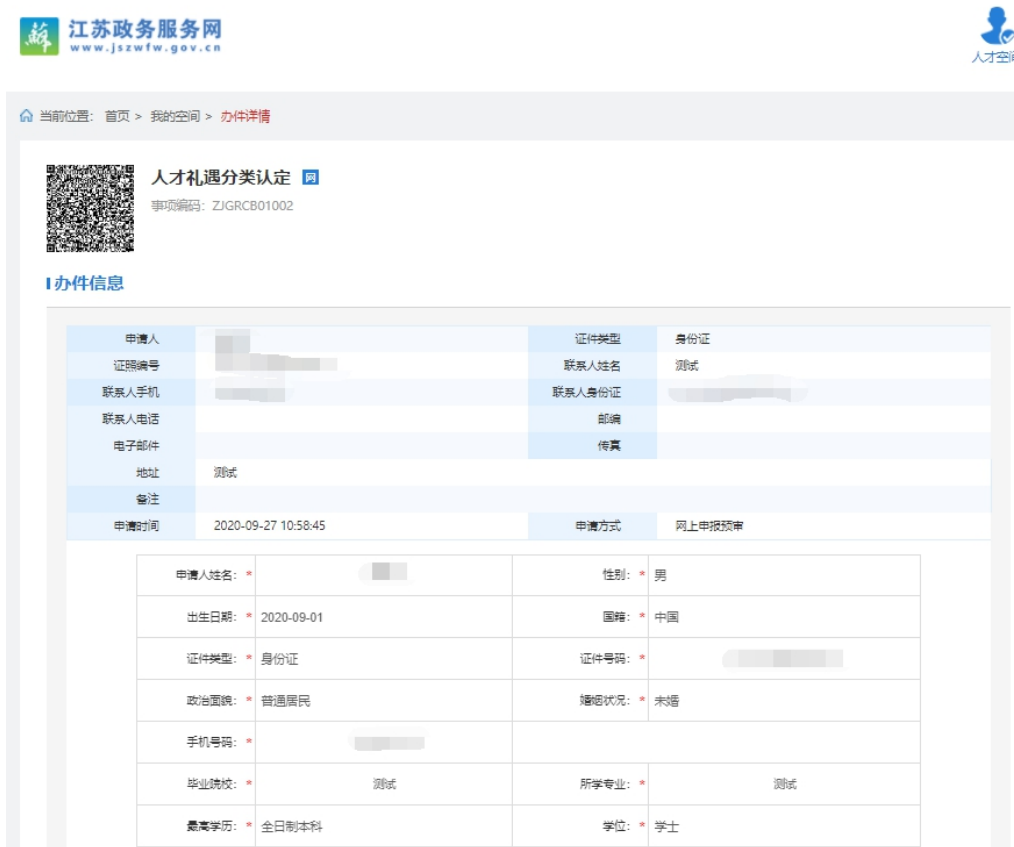 蘇 江苏政务服务网
www.jszwfw.gov.cn
人才空间
当前位置： 首页 > 我的空间 > 办件详情
人才礼遇分类认定 网
事项编码：ZJGRCB01002
办件信息
申请人 证件类型 身份证
证照编号 联系人姓名 测试
联系人手机 联系人身份证
联系人电话 邮编
电子邮件 传真
地址 测试
备注
申请时间 2020-09-27 10:58:45 申请方式 网上申报预审
申请人姓名：* 性别：* 男
出生日期：* 2020-09-01 国籍：* 中国
证件类型：* 身份证 证件号码：*
政治面貌：* 普通居民 婚姻状况：* 未婚
手机号码：*
毕业院校：* 测试 所学专业：* 测试
最高学历：* 全日制本科 学位：* 学士